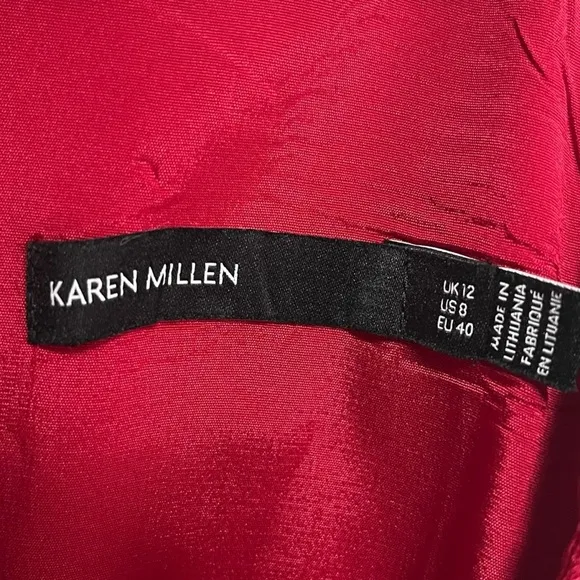 KAREN MILLEN
UK 12
US 8
EU 40
MADE IN
LITHUANIA
FABRIQUÉ
EN LITUANIE